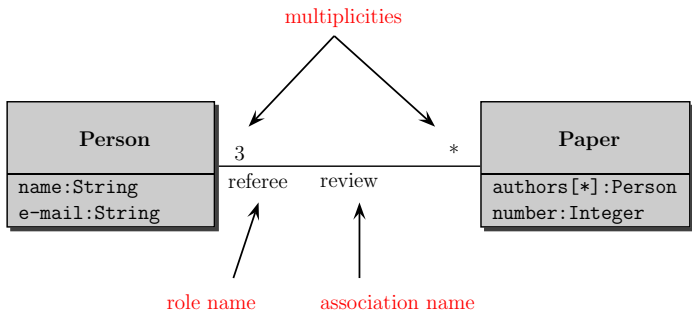 multiplicities
Person
name:String
e-mail:String
3
*
referee
review
Paper
authors[*]:Person
number:Integer
role name
association name